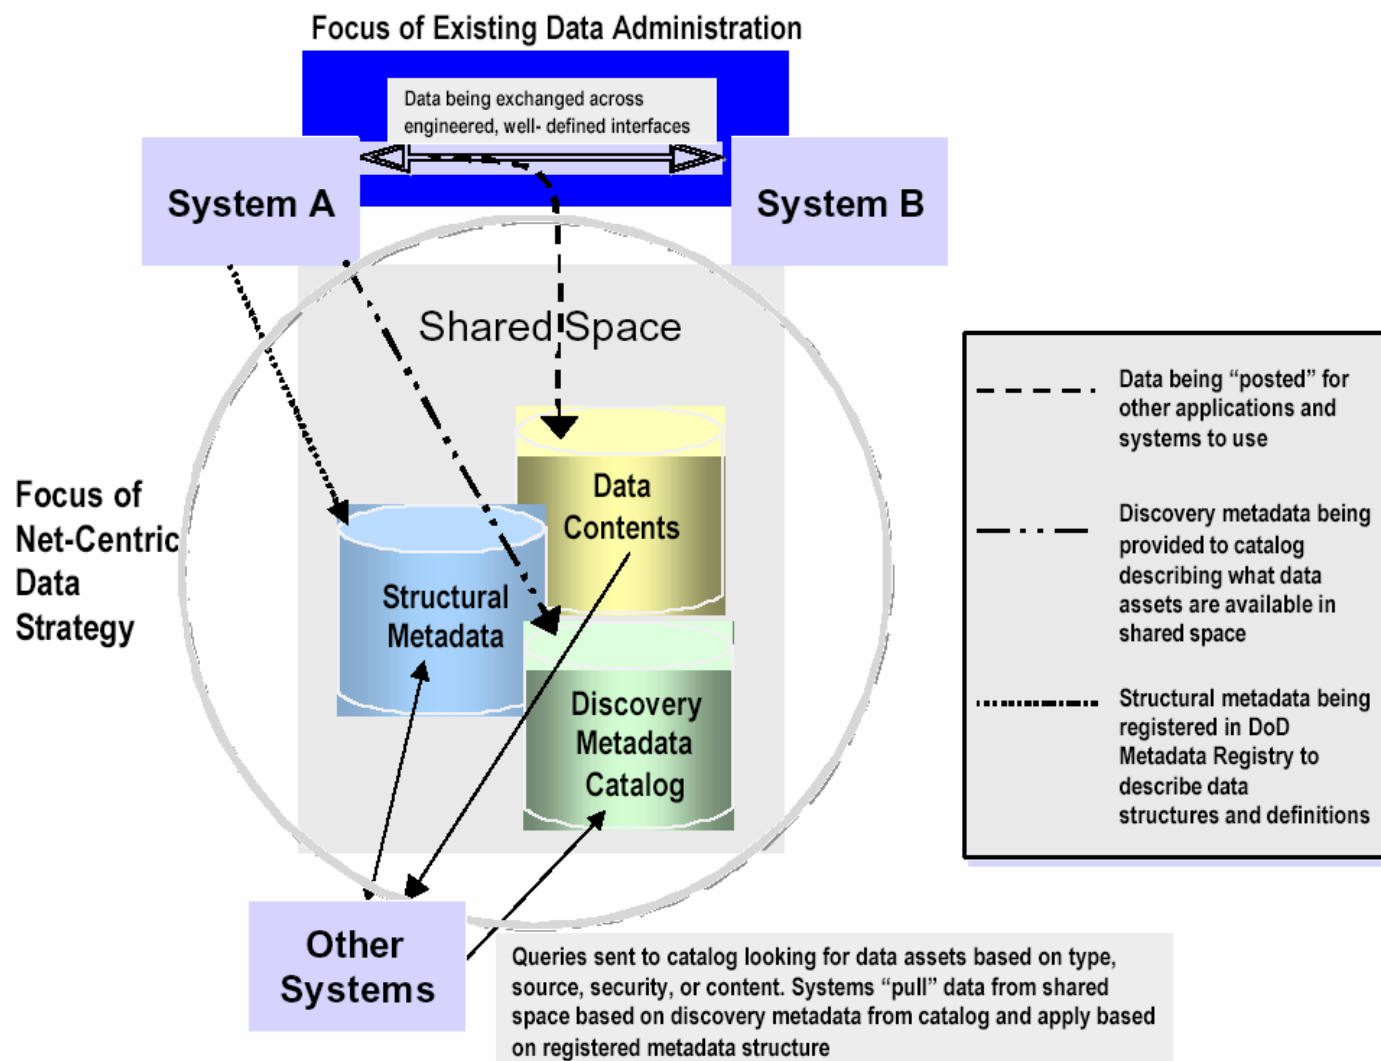 Focus of Existing Data Administration
Data being exchanged across
engineered, well- defined interfaces
System A
System B
Shared Space
Data
Contents
Structural
Metadata
Discovery
Metadata
Catalog
Focus of
Net-Centric
Data
Strategy
Other
Systems
Data being “posted” for
other applications and
systems to use
Discovery metadata being
provided to catalog
describing what data
assets are available in
shared space
Structural metadata being
registered in DoD
Metadata Registry to
describe data
structures and definitions
Queries sent to catalog looking for data assets based on type,
source, security, or content. Systems “pull” data from shared
space based on discovery metadata from catalog and apply based
on registered metadata structure